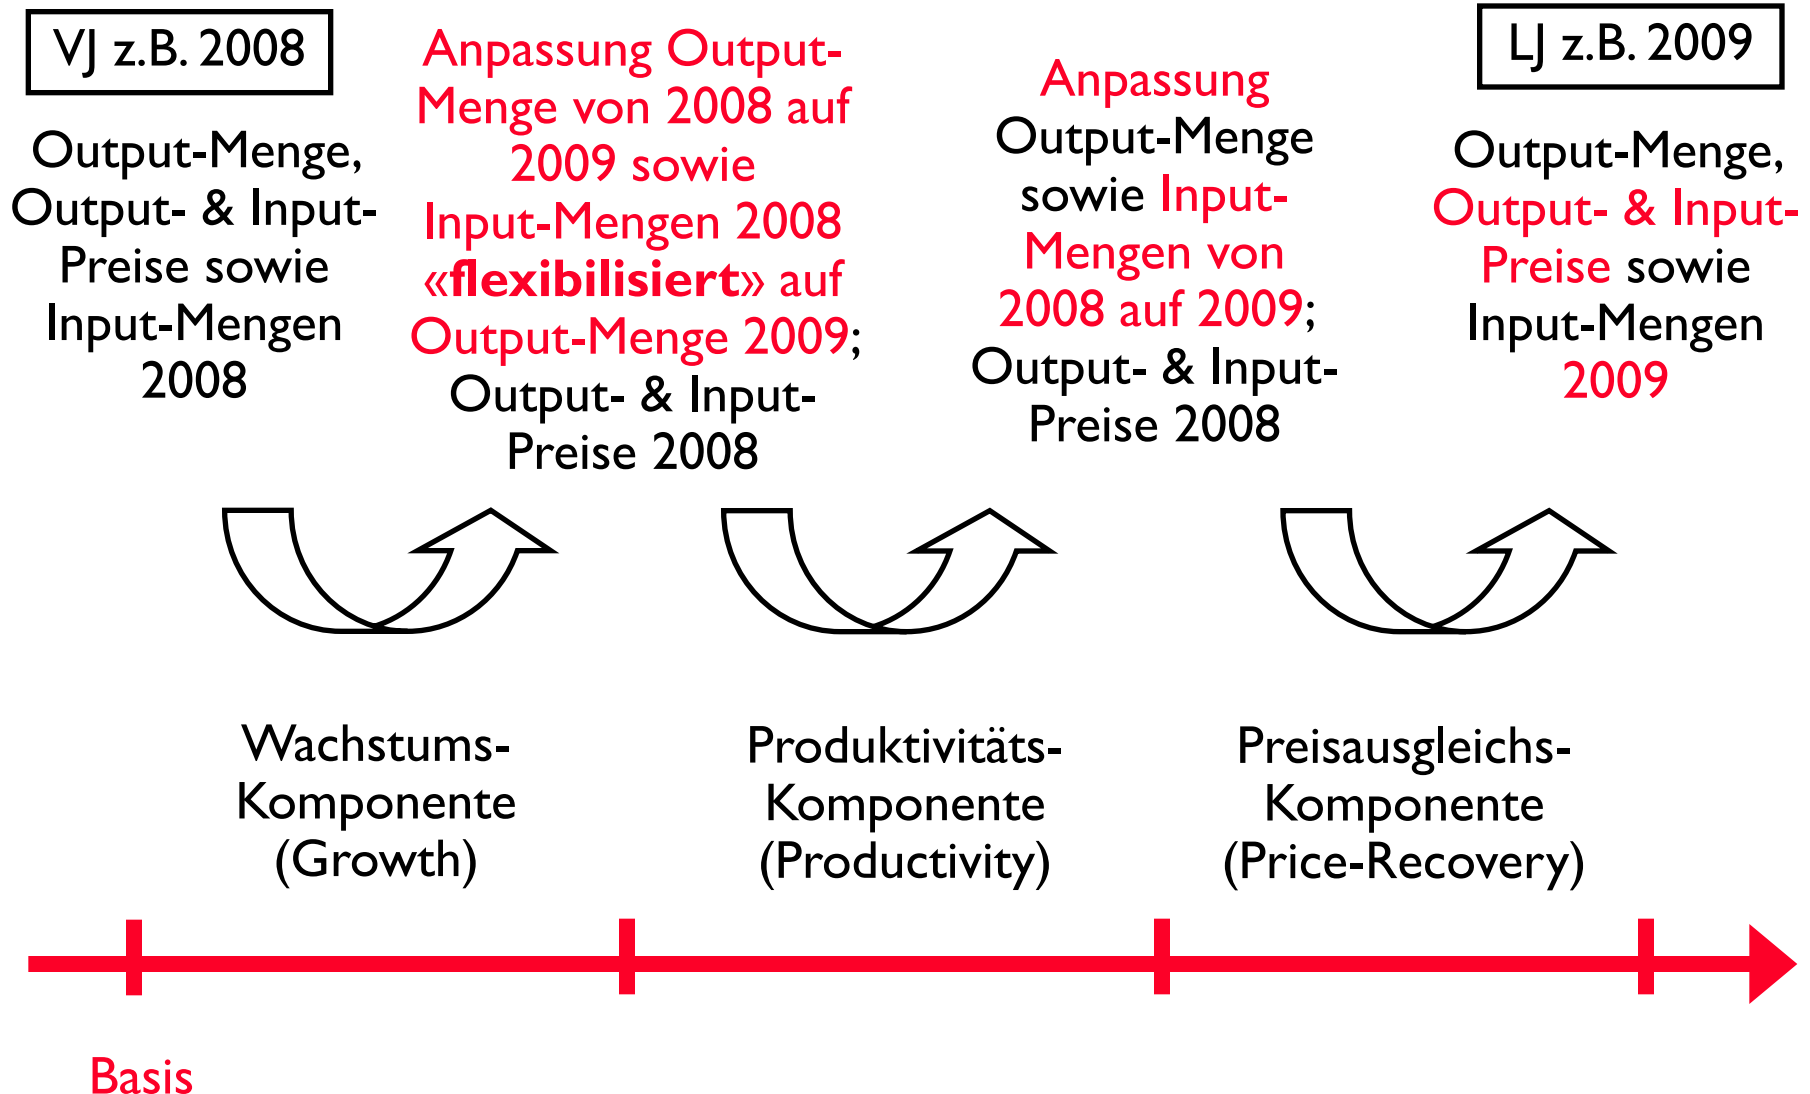 VJ z.B. 2008
Output-Menge,
Output- & Input-
Preise sowie
Input-Mengen
2008
Anpassung Output-
Menge von 2008 auf
2009 sowie
Input-Mengen 2008
«flexibilisiert» auf
Output-Menge 2009;
Output- & Input-
Preise 2008
Anpassung
Output-Menge
sowie Input-
Mengen von
2008 auf 2009;
Output- & Input-
Preise 2008
LJ z.B. 2009
Output-Menge,
Output- & Input-
Preise sowie
Input-Mengen
2009
Wachstums-
Komponente
(Growth)
Produktivitäts-
Komponente
(Productivity)
Preisausgleichs-
Komponente
(Price-Recovery)
Basis